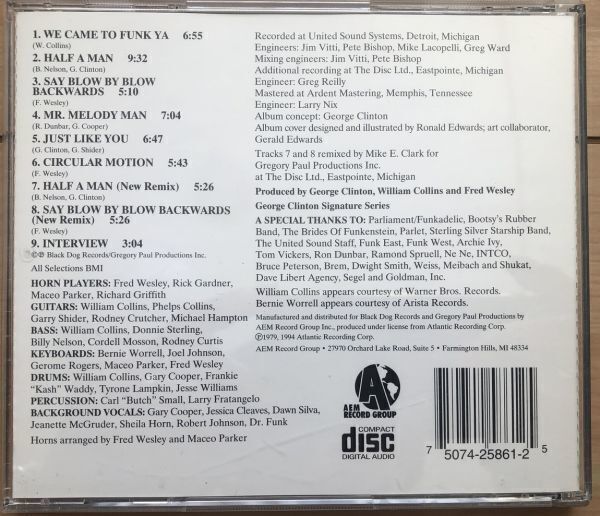 1. WE CAME TO FUNK YA 6:55
(W. Collins)
2. HALF A MAN 9:32
(B. Nelson, G. Clinton)
3. SAY BLOW BY BLOW
BACKWARDS 5:10
(F. Wesley)
4. MR. MELODY MAN 7:04
(R. Dunbar, G. Cooper)
5. JUST LIKE YOU 6:47
(G. Clinton, G. Shider)
6. CIRCULAR MOTION 5:43
(F. Wesley)
7. HALF A MAN (New Remix) 5:26
(B. Nelson, G. Clinton)
8. SAY BLOW BY BLOW BACKWARDS
(New Remix) 5:26
(F. Wesley)
9. INTERVIEW 3:04
©℗ Black Dog Records/Gregory Paul Productions Inc.
All Selections BMI
HORN PLAYERS: Fred Wesley, Rick Gardner,
Maceo Parker, Richard Griffith
GUITARS: William Collins, Phelps Collins,
Garry Shider, Rodney Crutcher, Michael Hampton
BASS: William Collins, Donnie Sterling,
Billy Nelson, Cordell Mosson, Rodney Curtis
KEYBOARDS: Bernie Worrell, Joel Johnson,
Gerome Rogers, Maceo Parker, Fred Wesley
DRUMS: William Collins, Gary Cooper, Frankie
"Kash" Waddy, Tyrone Lampkin, Jesse Williams
PERCUSSION: Carl "Butch" Small, Larry Fratangelo
BACKGROUND VOCALS: Gary Cooper, Jessica Cleaves, Dawn Silva,
Jeanette McGruder, Sheila Horn, Robert Johnson, Dr. Funk
Horns arranged by Fred Wesley and Maceo Parker
Recorded at United Sound Systems, Detroit, Michigan
Engineers: Jim Vitti, Pete Bishop, Mike Lacopelli, Greg Ward
Mixing engineers: Jim Vitti, Pete Bishop
Additional recording at The Disc Ltd., Eastpointe, Michigan
Engineer: Greg Reilly
Mastered at Ardent Mastering, Memphis, Tennessee
Engineer: Larry Nix
Album concept: George Clinton
Album cover designed and illustrated by Ronald Edwards; art collaborator,
Gerald Edwards
Tracks 7 and 8 remixed by Mike E. Clark for
Gregory Paul Productions Inc.
at The Disc Ltd., Eastpointe, Michigan
Produced by George Clinton, William Collins and Fred Wesley
George Clinton Signature Series
A SPECIAL THANKS TO: Parliament/Funkadelic, Bootsy's Rubber
Band, The Brides Of Funkenstein, Parlet, Sterling Silver Starship Band,
The United Sound Staff, Funk East, Funk West, Archie Ivy,
Tom Vickers, Ron Dunbar, Ramond Spruell, Ne Ne, INTCO,
Bruce Peterson, Brem, Dwight Smith, Weiss, Meibach and Shukat,
Dave Libert Agency, Segel and Goldman, Inc.
William Collins appears courtesy of Warner Bros. Records.
Bernie Worrell appears courtesy of Arista Records.
Manufactured and distributed for Black Dog Records and Gregory Paul Productions by
AEM Record Group Inc., produced under license from Atlantic Recording Corp.
℗1979, 1994 Atlantic Recording Corp.
AEM Record Group • 27970 Orchard Lake Road, Suite 5 • Farmington Hills, MI 48334
A
AEM
RECORD GROUP
COMPACT
disc
DIGITAL AUDIO
7 5074-25861-2 5